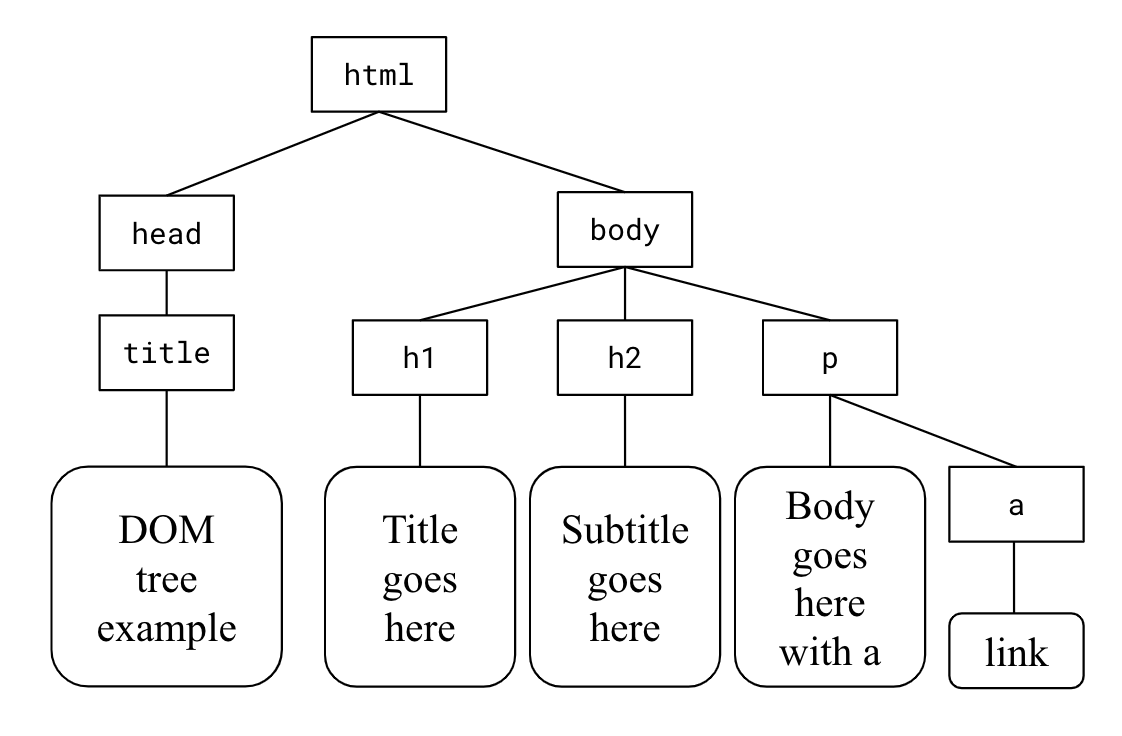 html
head
body
title
h1
h2
p
DOM
tree
example
Title
goes
here
Subtitle
goes
here
Body
goes
here
with a
a
link